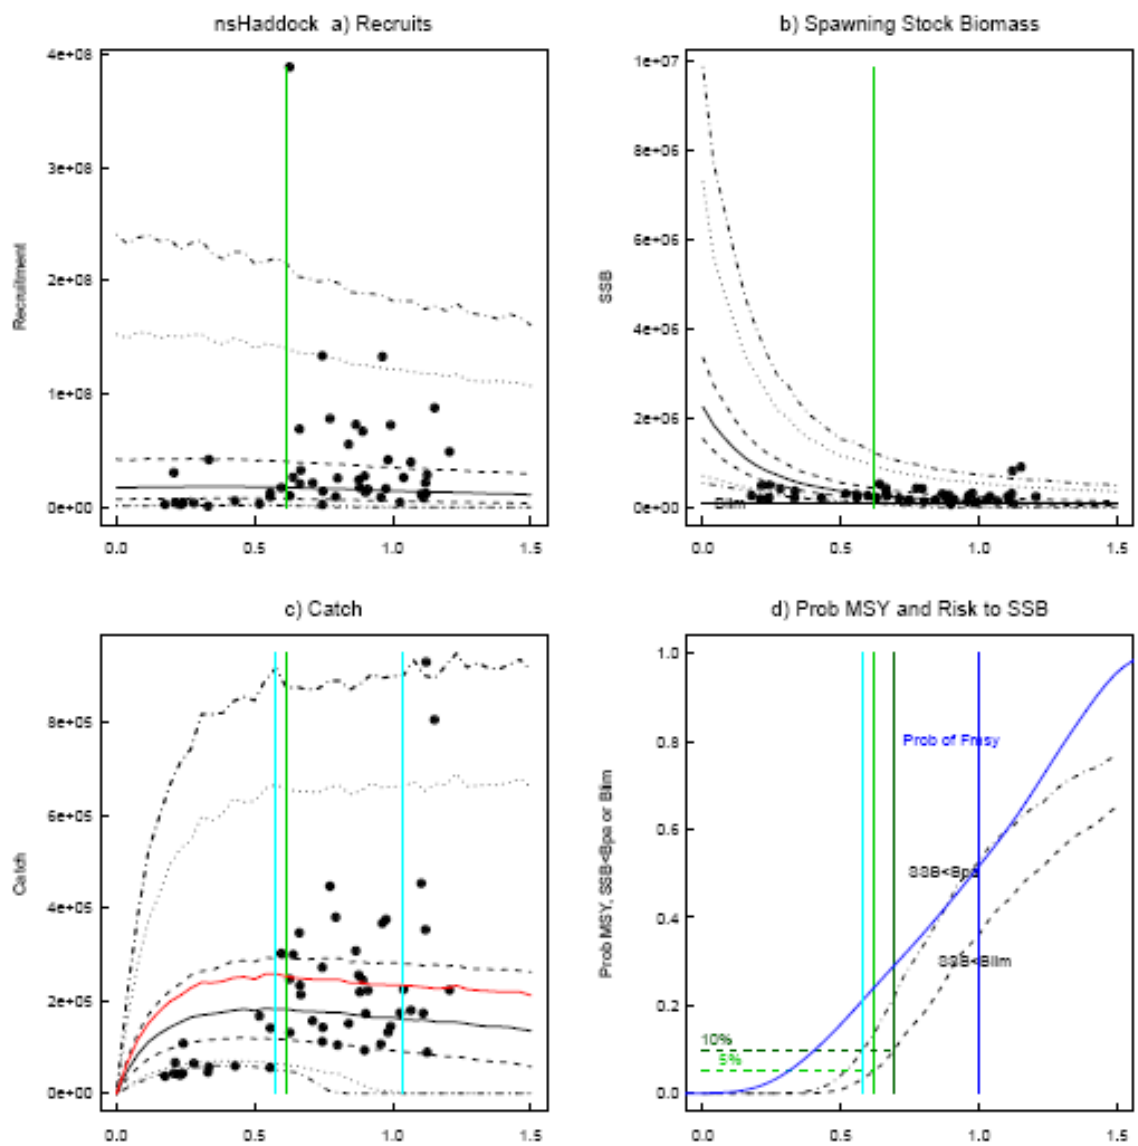 nsHaddock a) Recruits
b) Spawning Stock Biomass
4e+08
3e+08
2e+08
1e+08
0e+00
Recruitment
0.0 0.5 1.0 1.5
1e+07
8e+06
6e+06
4e+06
2e+06
0e+00
SSB
Blim
0.0 0.5 1.0 1.5
c) Catch
d) Prob MSY and Risk to SSB
8e+05
6e+05
4e+05
2e+05
0e+00
Catch
0.0 0.5 1.0 1.5
1.0
0.8
0.6
0.4
0.2
0.0
Prob MSY, SSB<Bpa or Blim
Prob of Fmsy
SSB<Bpa
SSB<Blim
10%
5%
0.0 0.5 1.0 1.5